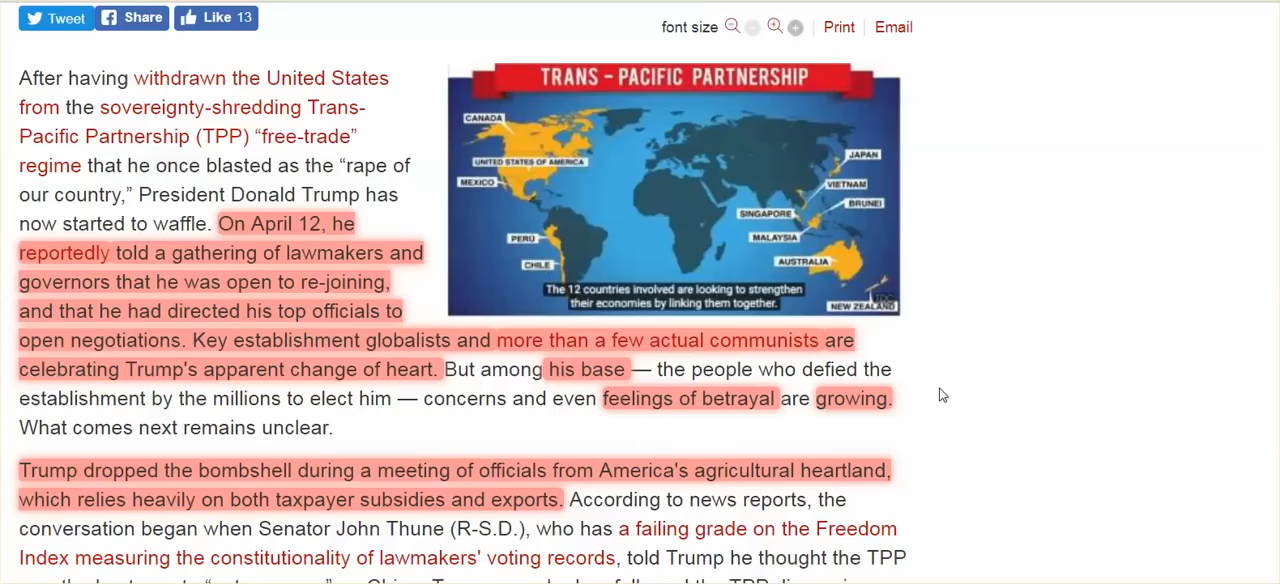 Tweet Share Like 13
font size Print Email
After having withdrawn the United States
from the sovereignty-shredding Trans-
Pacific Partnership (TPP) “free-trade”
regime that he once blasted as the “rape of
our country,” President Donald Trump has
now started to waffle. On April 12, he
reportedly told a gathering of lawmakers and
governors that he was open to re-joining,
and that he had directed his top officials to
open negotiations. Key establishment globalists and more than a few actual communists are
celebrating Trump's apparent change of heart. But among his base — the people who defied the
establishment by the millions to elect him — concerns and even feelings of betrayal are growing.
What comes next remains unclear.
TRANS - PACIFIC PARTNERSHIP
CANADA
UNITED STATES OF AMERICA
MEXICO
PERU
CHILE
JAPAN
VIETNAM
BRUNEI
SINGAPORE
MALAYSIA
AUSTRALIA
NEW ZEALAND
The 12 countries involved are looking to strengthen
their economies by linking them together.
Trump dropped the bombshell during a meeting of officials from America's agricultural heartland,
which relies heavily on both taxpayer subsidies and exports. According to news reports, the
conversation began when Senator John Thune (R-S.D.), who has a failing grade on the Freedom
Index measuring the constitutionality of lawmakers' voting records, told Trump he thought the TPP